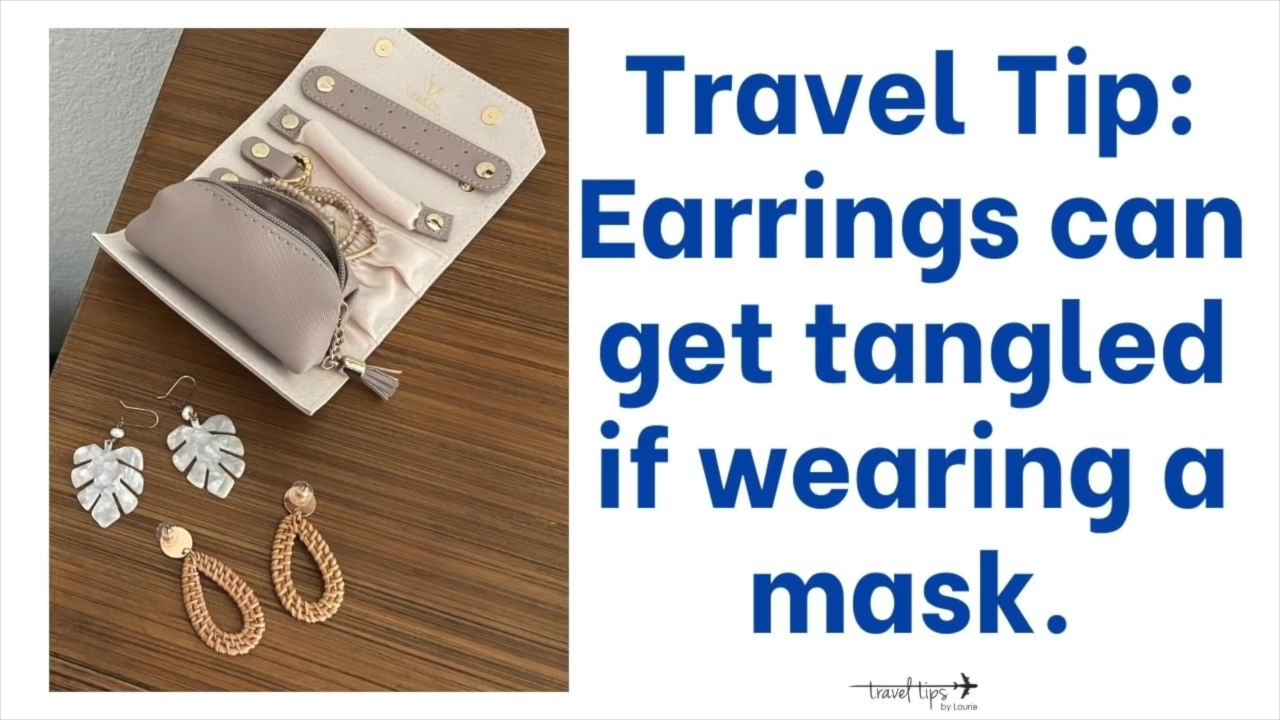 Travel Tip:
Earrings can
get tangled
if wearing a
mask.
travel tips
by Laurie